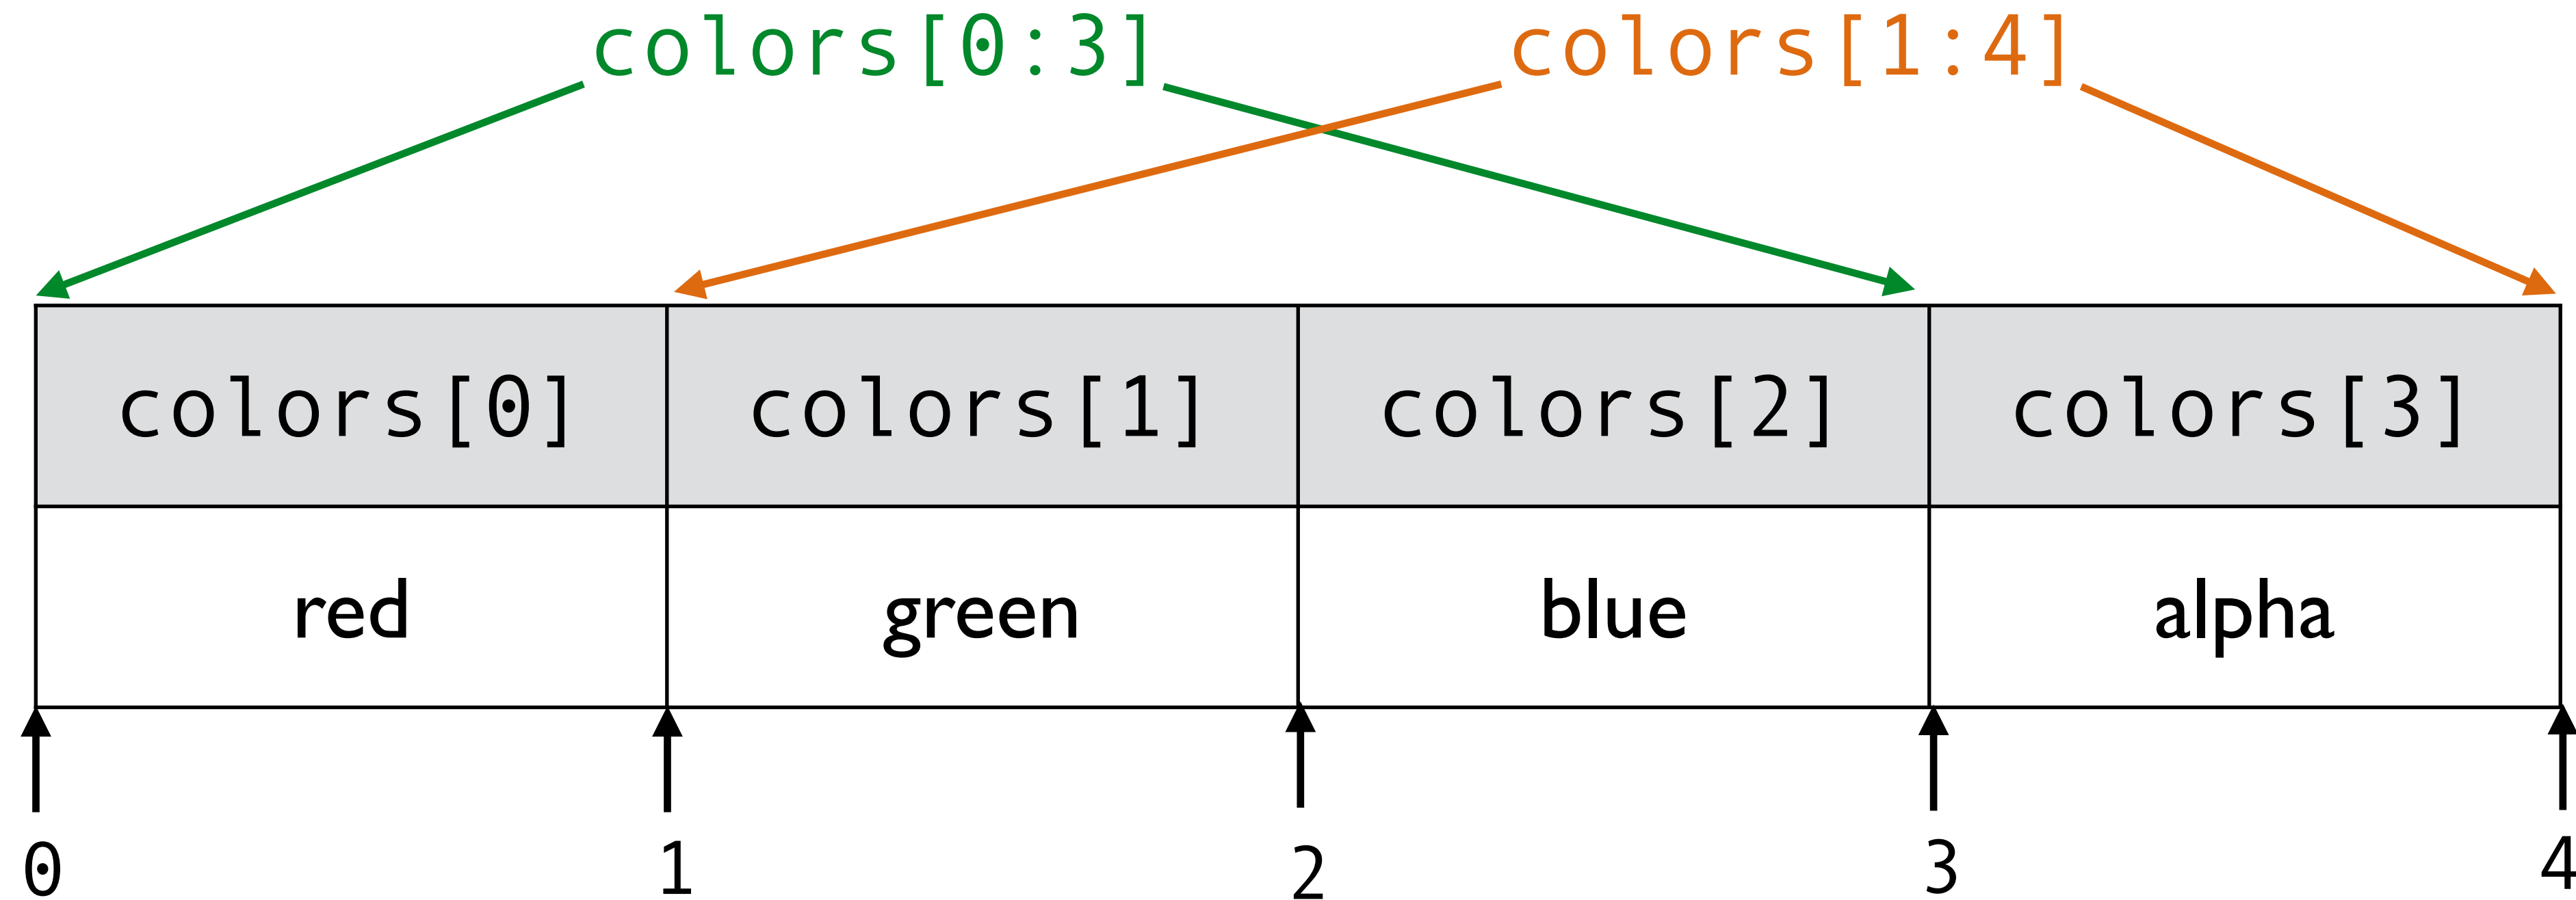 colors[0:3] colors[1:4]
colors[0] colors[1] colors[2] colors[3]
red green blue alpha
0 1 2 3 4